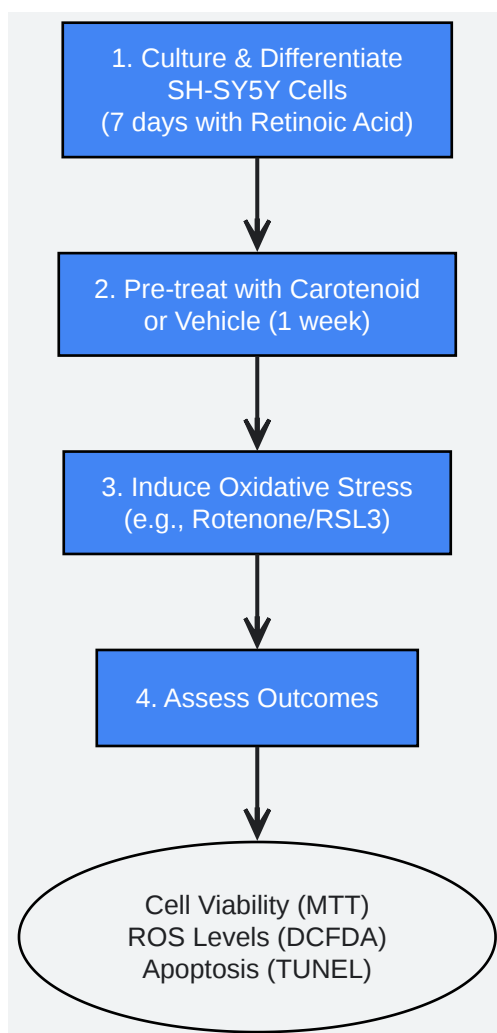 1. Culture & Differentiate
SH-SY5Y Cells
(7 days with Retinoic Acid)
2. Pre-treat with Carotenoid
or Vehicle (1 week)
3. Induce Oxidative Stress
(e.g., Rotenone/RSL3)
4. Assess Outcomes
Cell Viability (MTT)
ROS Levels (DCFDA)
Apoptosis (TUNEL)